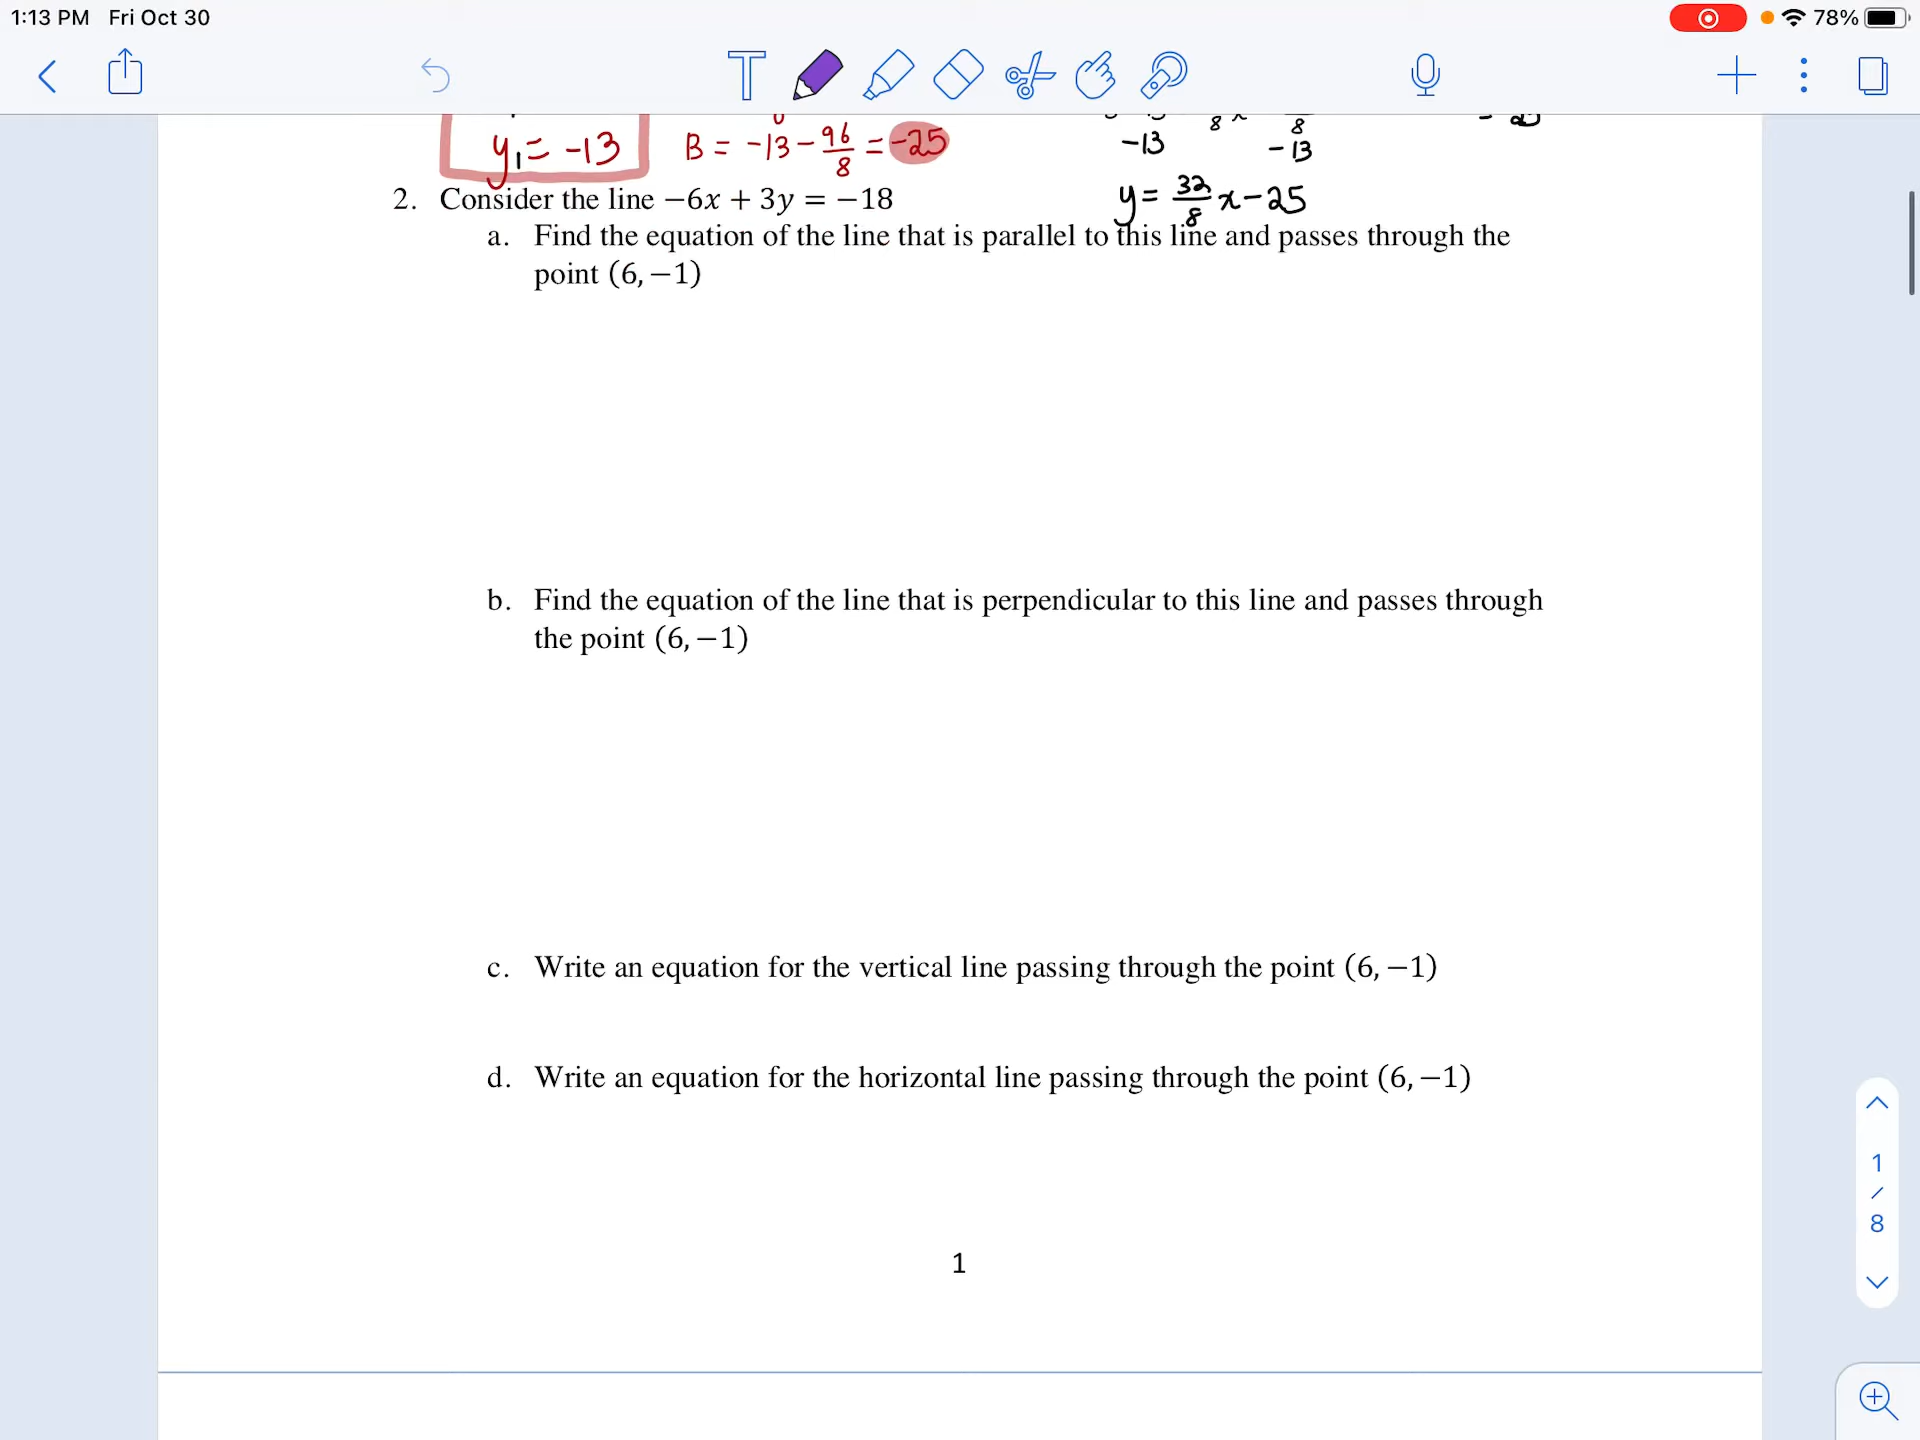 1:13 PM Fri Oct 30
78%
y₁ = -13 B = -13 - 96/8 = -25
-13 -13
y = 32/8 x - 25
2. Consider the line −6x + 3y = −18
a. Find the equation of the line that is parallel to this line and passes through the
point (6, −1)
b. Find the equation of the line that is perpendicular to this line and passes through
the point (6, −1)
c. Write an equation for the vertical line passing through the point (6, −1)
d. Write an equation for the horizontal line passing through the point (6, −1)
1
1
/
8